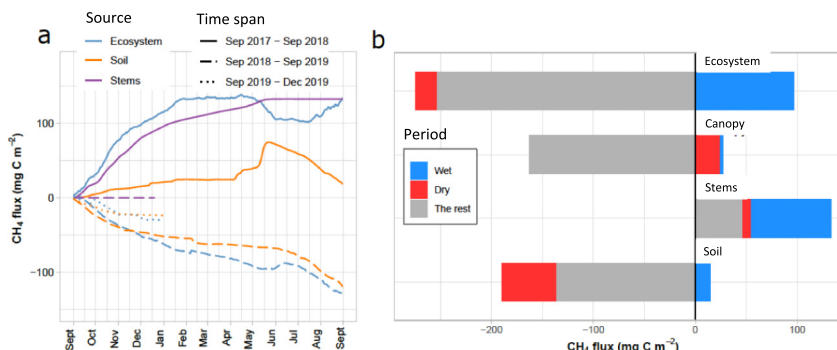 Source
Time span
a
Ecosystem
Soil
Stems
Sep 2017 – Sep 2018
Sep 2018 – Sep 2019
Sep 2019 – Dec 2019
CH₄ flux (mg C m⁻²)
100
0
−100
Sept
Oct
Nov
Dec
Jan
Feb
Mar
Apr
May
Jun
Jul
Aug
Sept
b
Ecosystem
Canopy
Stems
Soil
Period
Wet
Dry
The rest
−200
−100
0
100
CH₄ flux (mg C m⁻²)